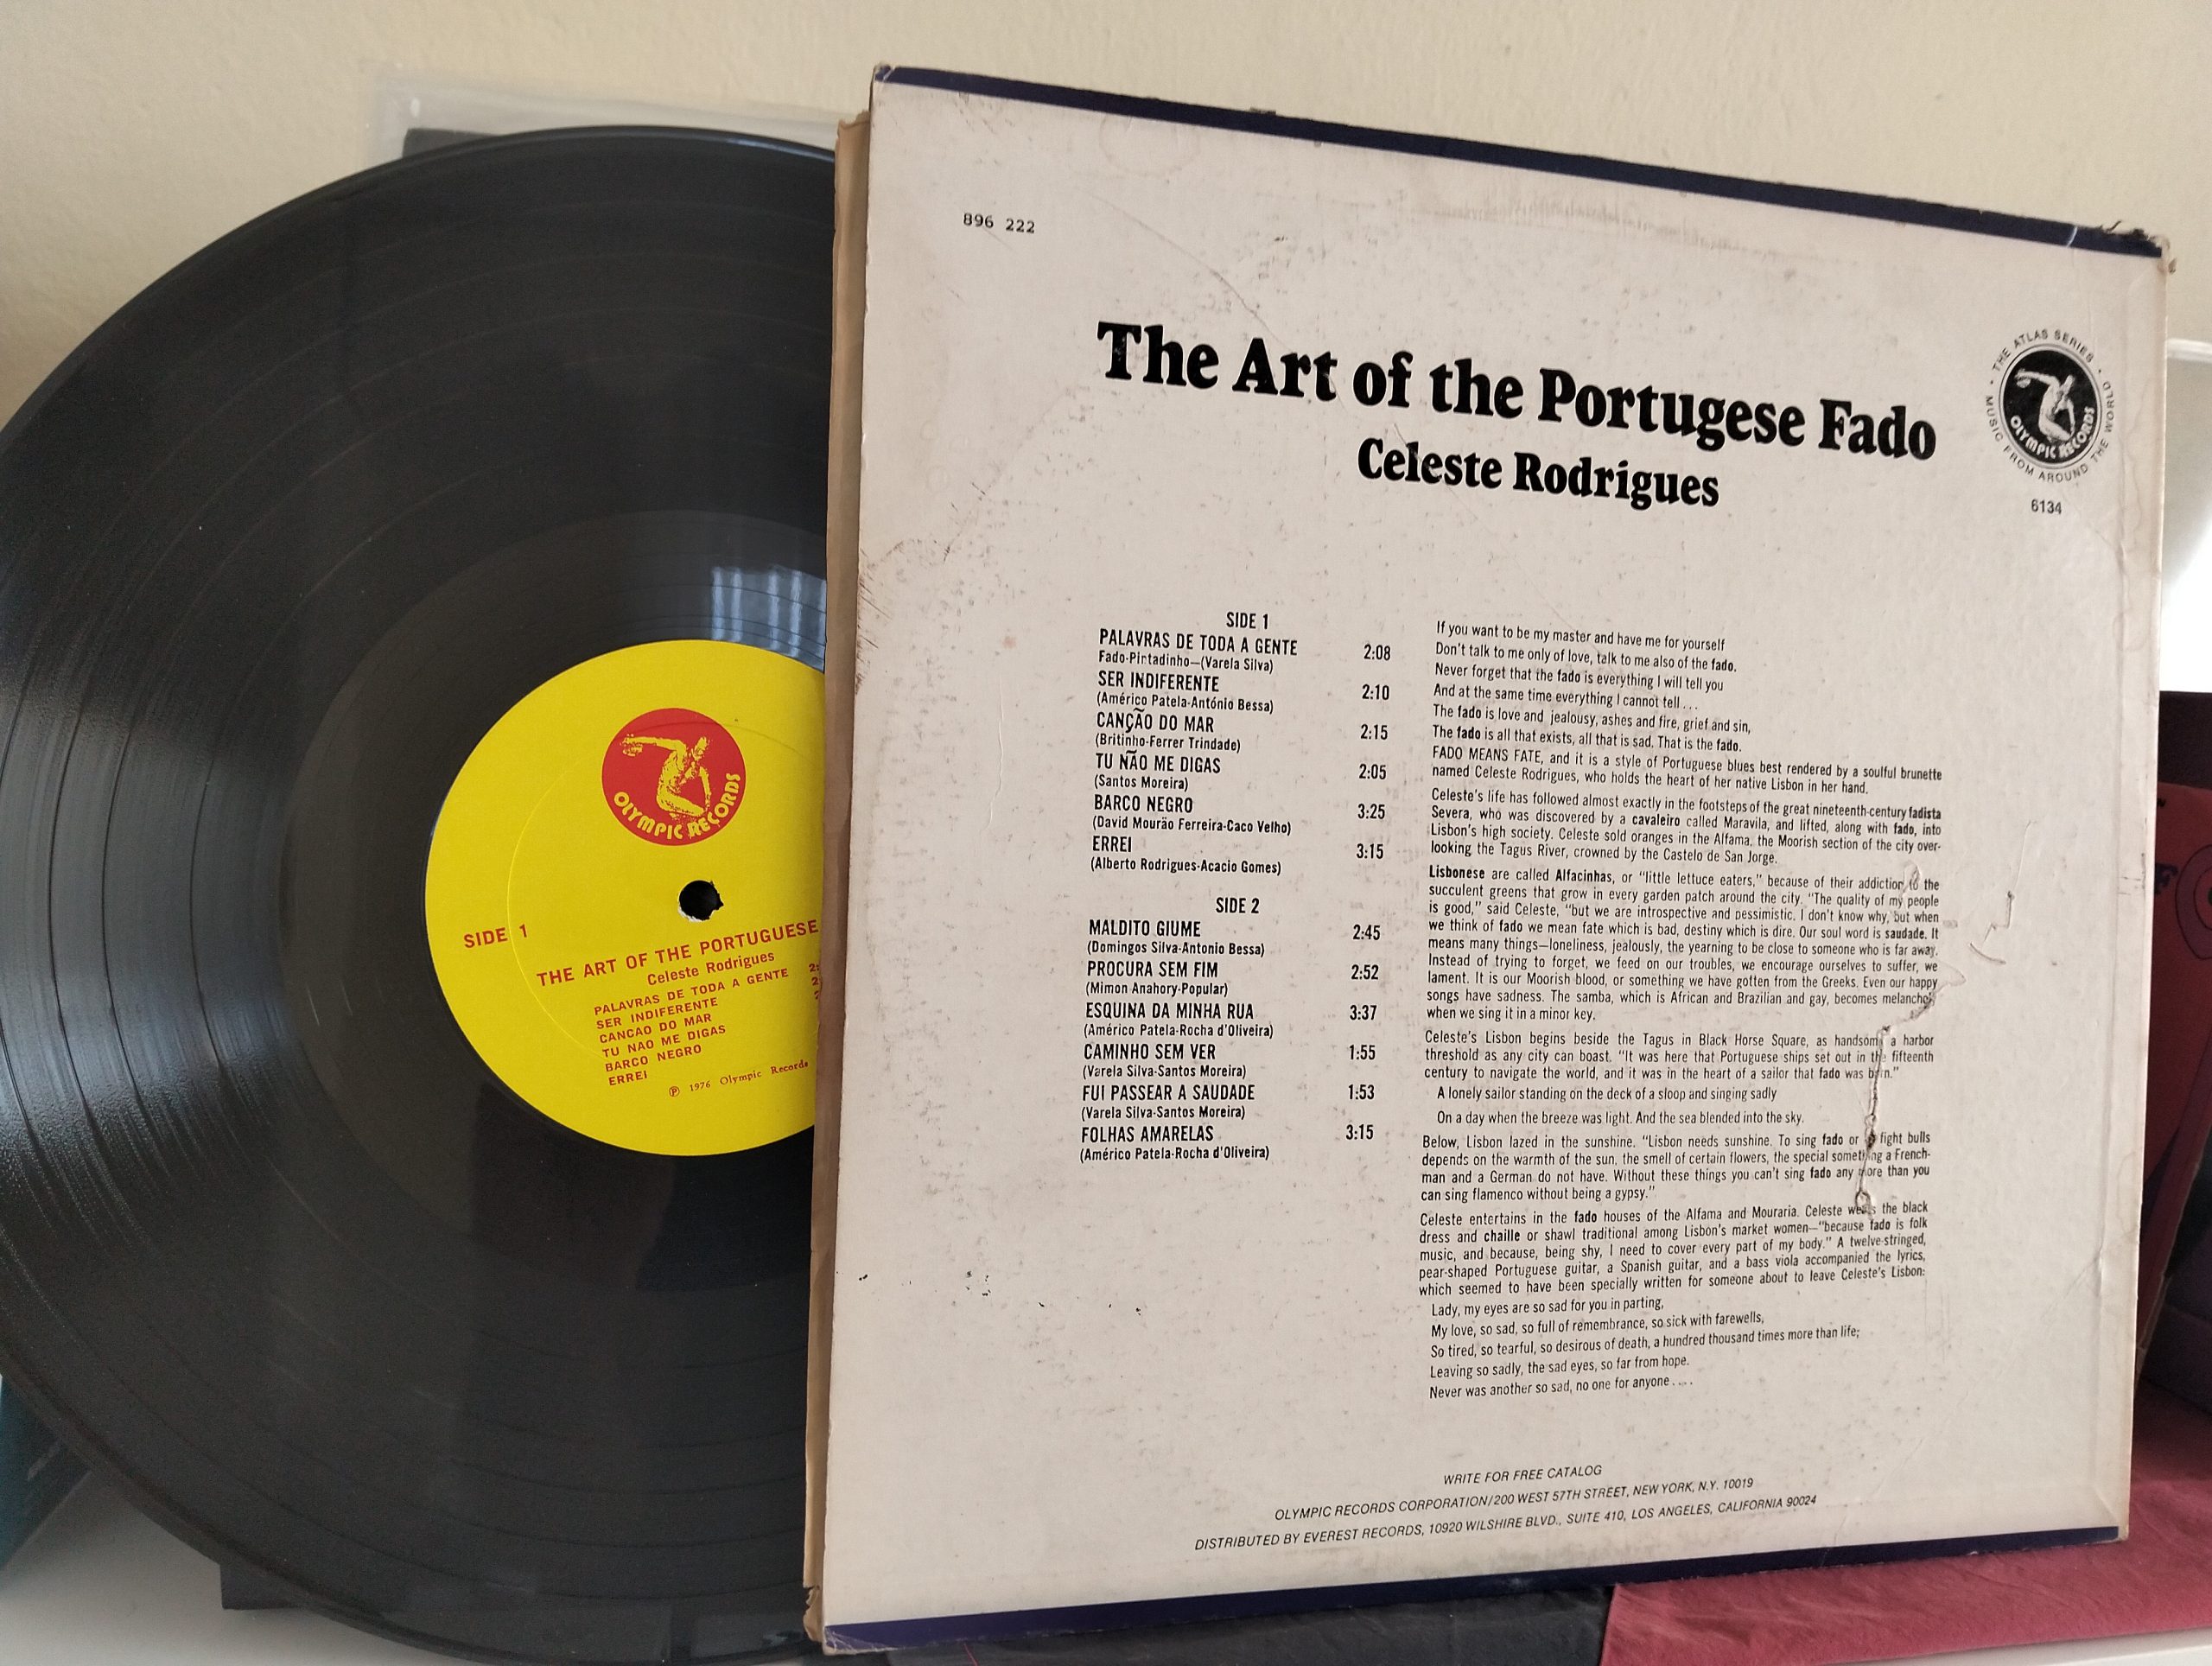 896 222
The Art of the Portugese Fado
Celeste Rodrigues
• THE ATLAS SERIES •
MUSIC FROM AROUND THE WORLD
OLYMPIC RECORDS
6134
SIDE 1
PALAVRAS DE TODA A GENTE 2:08
Fado-Pintadinho—(Varela Silva)
SER INDIFERENTE 2:10
(Américo Patela-António Bessa)
CANÇÃO DO MAR 2:15
(Britinho-Ferrer Trindade)
TU NÃO ME DIGAS 2:05
(Santos Moreira)
BARCO NEGRO 3:25
(David Mourão Ferreira-Caco Velho)
ERREI 3:15
(Alberto Rodrigues-Acacio Gomes)
SIDE 2
MALDITO GIUME 2:45
(Domingos Silva-Antonio Bessa)
PROCURA SEM FIM 2:52
(Mimon Anahory-Popular)
ESQUINA DA MINHA RUA 3:37
(Américo Patela-Rocha d'Oliveira)
CAMINHO SEM VER 1:55
(Varela Silva-Santos Moreira)
FUI PASSEAR A SAUDADE 1:53
(Varela Silva-Santos Moreira)
FOLHAS AMARELAS 3:15
(Américo Patela-Rocha d'Oliveira)
If you want to be my master and have me for yourself
Don't talk to me only of love, talk to me also of the fado.
Never forget that the fado is everything I will tell you
And at the same time everything I cannot tell . . .
The fado is love and jealousy, ashes and fire, grief and sin,
The fado is all that exists, all that is sad. That is the fado.
FADO MEANS FATE, and it is a style of Portuguese blues best rendered by a soulful brunette
named Celeste Rodrigues, who holds the heart of her native Lisbon in her hand.
Celeste's life has followed almost exactly in the footsteps of the great nineteenth-century fadista
Severa, who was discovered by a cavaleiro called Maravila, and lifted, along with fado, into
Lisbon's high society. Celeste sold oranges in the Alfama, the Moorish section of the city over-
looking the Tagus River, crowned by the Castelo de San Jorge.
Lisbonese are called Alfacinhas, or "little lettuce eaters," because of their addiction to the
succulent greens that grow in every garden patch around the city. "The quality of my people
is good," said Celeste, "but we are introspective and pessimistic. I don't know why, but when
we think of fado we mean fate which is bad, destiny which is dire. Our soul word is saudade. It
means many things—loneliness, jealously, the yearning to be close to someone who is far away.
Instead of trying to forget, we feed on our troubles, we encourage ourselves to suffer, we
lament. It is our Moorish blood, or something we have gotten from the Greeks. Even our happy
songs have sadness. The samba, which is African and Brazilian and gay, becomes melancholy
when we sing it in a minor key.
Celeste's Lisbon begins beside the Tagus in Black Horse Square, as handsome a harbor
threshold as any city can boast. "It was here that Portuguese ships set out in the fifteenth
century to navigate the world, and it was in the heart of a sailor that fado was born."
A lonely sailor standing on the deck of a sloop and singing sadly
On a day when the breeze was light. And the sea blended into the sky.
Below, Lisbon lazed in the sunshine. "Lisbon needs sunshine. To sing fado or to fight bulls
depends on the warmth of the sun, the smell of certain flowers, the special something a French-
man and a German do not have. Without these things you can't sing fado any more than you
can sing flamenco without being a gypsy."
Celeste entertains in the fado houses of the Alfama and Mouraria. Celeste wears the black
dress and chaille or shawl traditional among Lisbon's market women—"because fado is folk
music, and because, being shy, I need to cover every part of my body." A twelve-stringed,
pear-shaped Portuguese guitar, a Spanish guitar, and a bass viola accompanied the lyrics,
which seemed to have been specially written for someone about to leave Celeste's Lisbon:
Lady, my eyes are so sad for you in parting,
My love, so sad, so full of remembrance, so sick with farewells,
So tired, so tearful, so desirous of death, a hundred thousand times more than life;
Leaving so sadly, the sad eyes, so far from hope.
Never was another so sad, no one for anyone . . . .
WRITE FOR FREE CATALOG
OLYMPIC RECORDS CORPORATION/200 WEST 57TH STREET, NEW YORK, N.Y. 10019
DISTRIBUTED BY EVEREST RECORDS, 10920 WILSHIRE BLVD., SUITE 410, LOS ANGELES, CALIFORNIA 90024
OLYMPIC RECORDS
SIDE 1
THE ART OF THE PORTUGUESE
Celeste Rodrigues
PALAVRAS DE TODA A GENTE
SER INDIFERENTE
CANCAO DO MAR
TU NAO ME DIGAS
BARCO NEGRO
ERREI
℗ 1976 Olympic Records